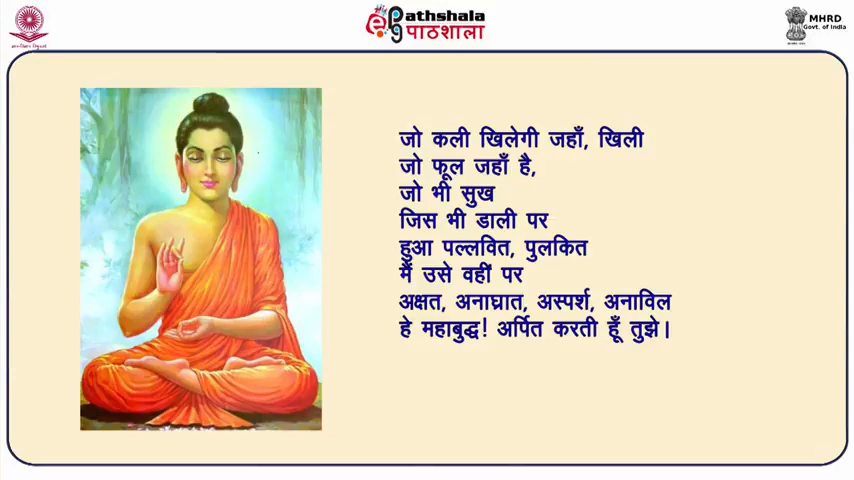 Pathshala
पाठशाला
MHRD
Govt. of India
जो कली खिलेगी जहाँ, खिली
जो फूल जहाँ है,
जो भी सुख
जिस भी डाली पर
हुआ पल्लवित, पुलकित
मैं उसे वहीं पर
अक्षत, अनाघ्रात, अस्पर्श, अनाविल
हे महाबुद्ध! अर्पित करती हूँ तुझे।